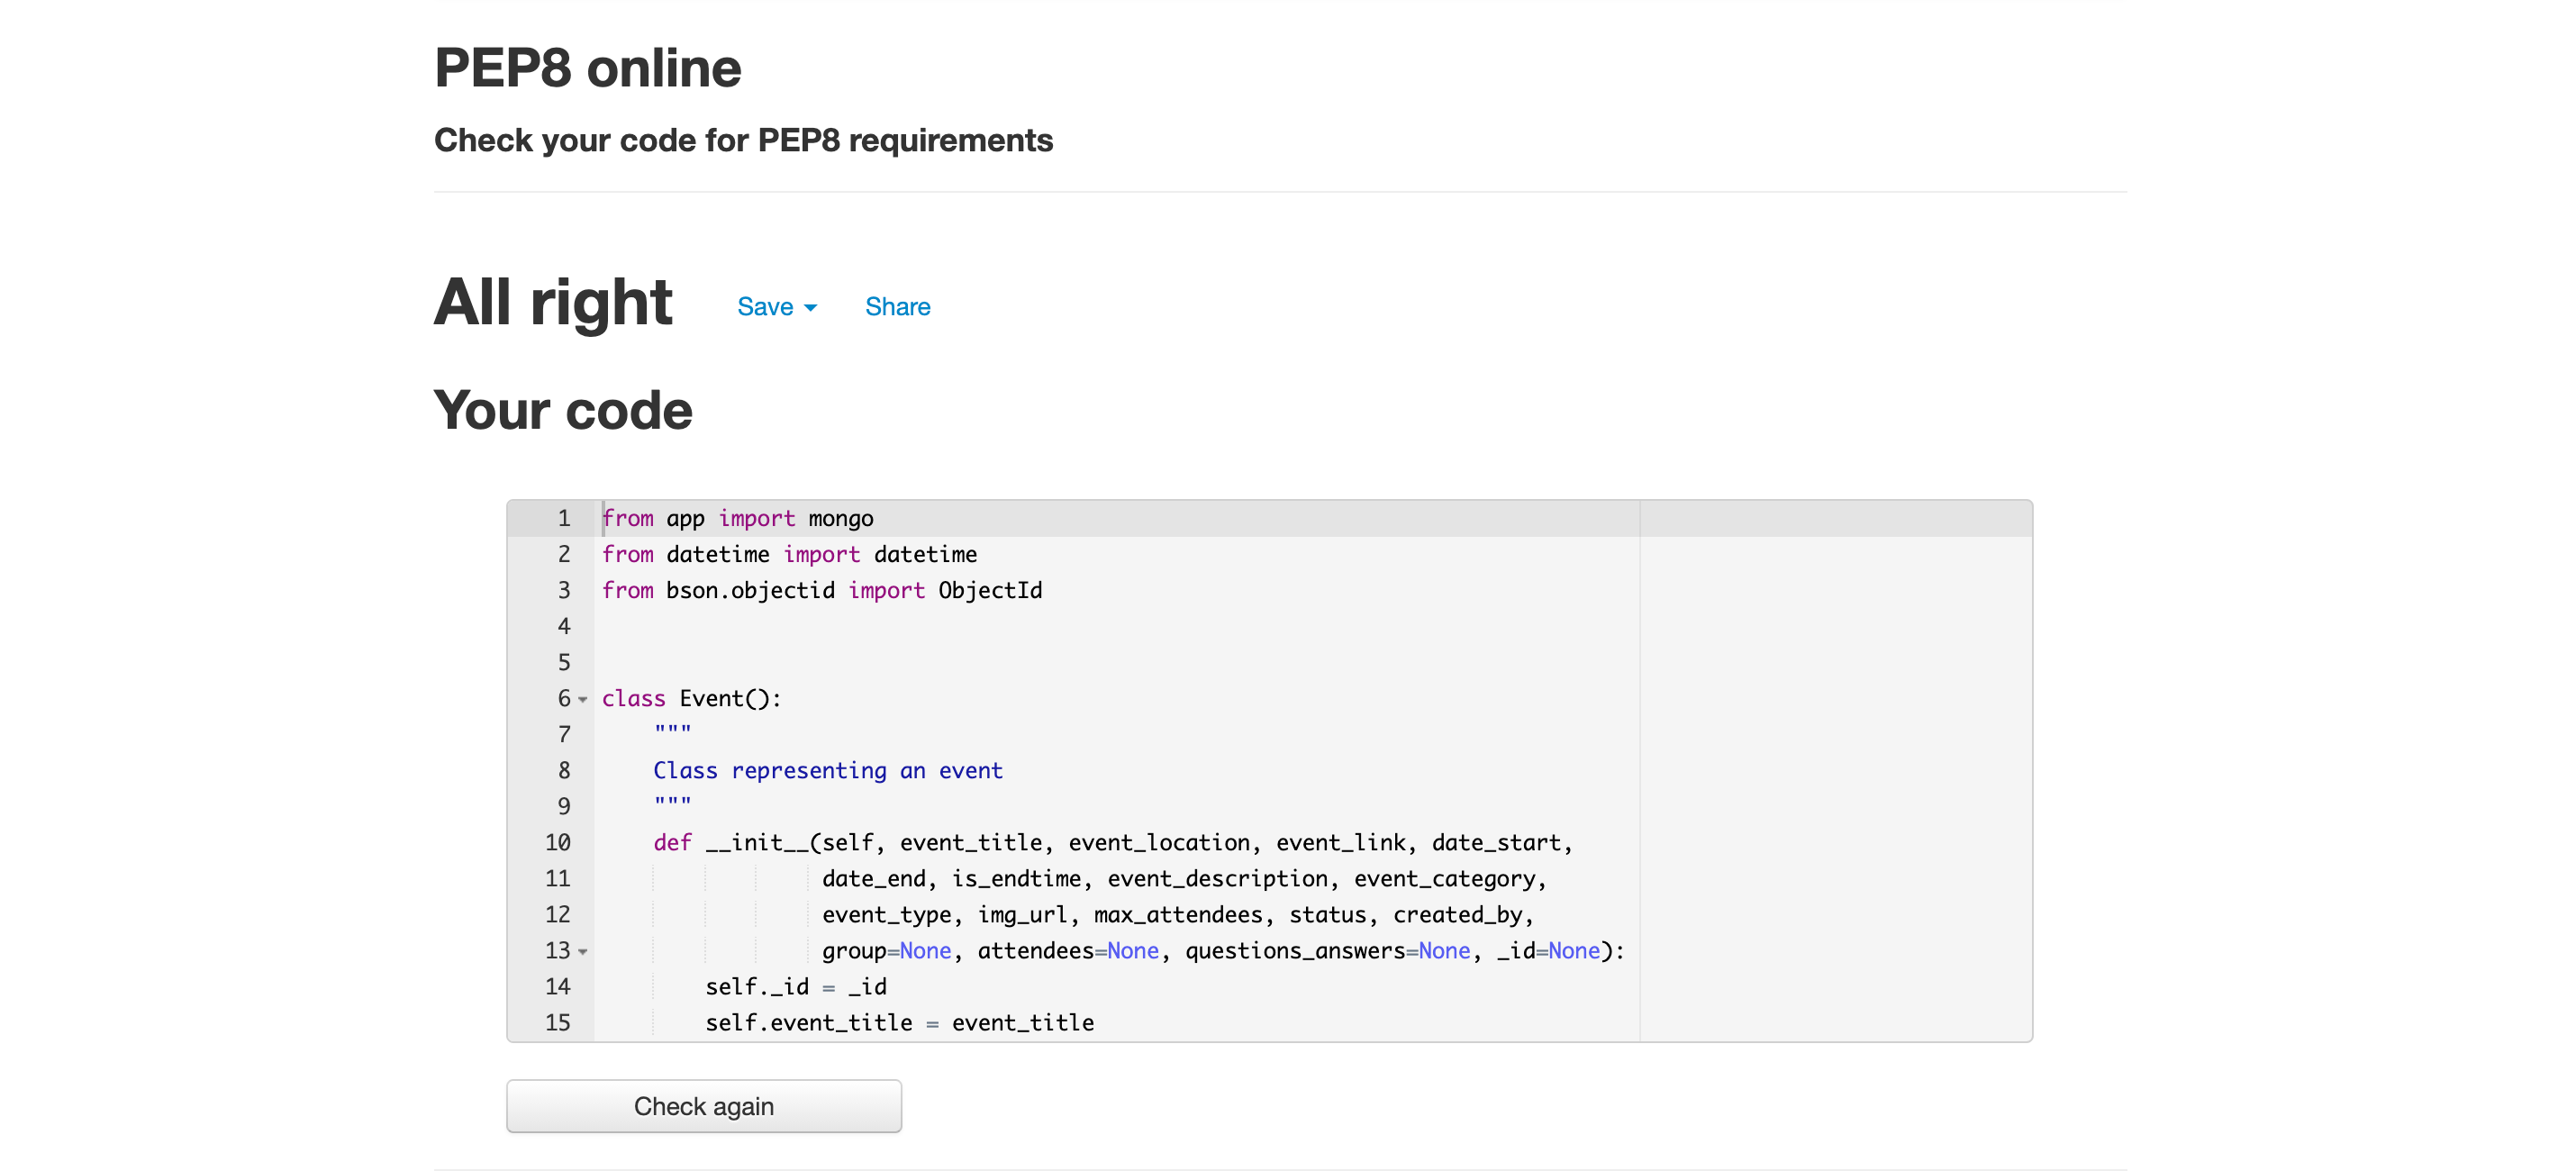 PEP8 online
Check your code for PEP8 requirements
All right Save Share
Your code
1 from app import mongo
2 from datetime import datetime
3 from bson.objectid import ObjectId
4
5
6 class Event():
7     """
8     Class representing an event
9     """
10     def __init__(self, event_title, event_location, event_link, date_start,
11                  date_end, is_endtime, event_description, event_category,
12                  event_type, img_url, max_attendees, status, created_by,
13                  group=None, attendees=None, questions_answers=None, _id=None):
14         self._id = _id
15         self.event_title = event_title
Check again